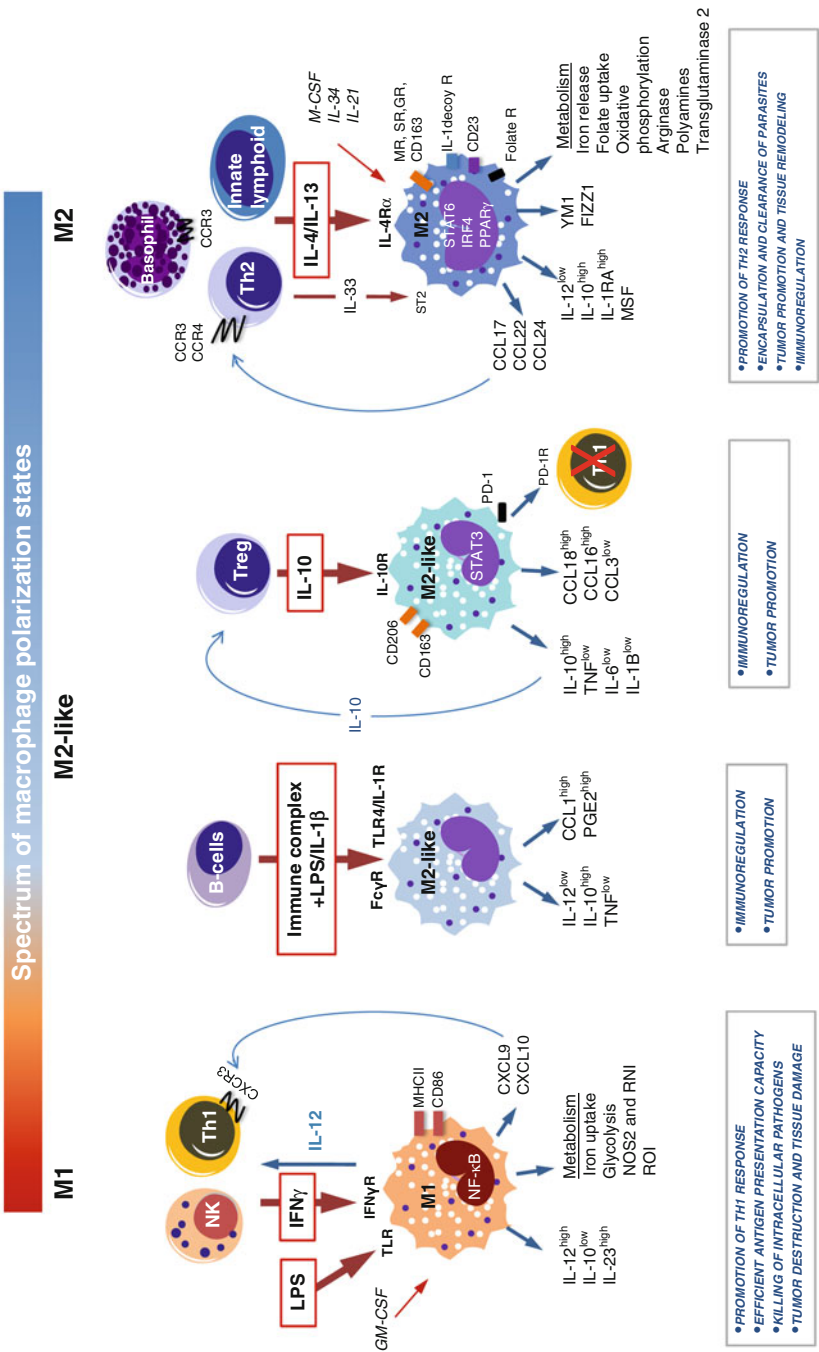 Spectrum of macrophage polarization states
M1
M2-like
M2
NK
Th1
CXCR3
LPS
IFNγ
IL-12
GM-CSF
TLR
IFNγR
M1
NF-κB
MHCII
CD86
CXCL9
CXCL10
IL-12high
IL-10low
IL-23high
Metabolism
Iron uptake
Glycolysis
NOS2 and RNI
ROI
•PROMOTION OF TH1 RESPONSE
•EFFICIENT ANTIGEN PRESENTATION CAPACITY
•KILLING OF INTRACELLULAR PATHOGENS
•TUMOR DESTRUCTION AND TISSUE DAMAGE
B-cells
Immune complex
+LPS/IL-1β
FcγR TLR4/IL-1R
M2-like
IL-12low
IL-10high
TNFlow
CCL1high
PGE2high
•IMMUNOREGULATION
•TUMOR PROMOTION
Treg
IL-10
IL-10
IL-10R
CD206
CD163
M2-like
STAT3
PD-1
PD-1R
Th1
IL-10high
TNFlow
IL-6low
IL-1Blow
CCL18high
CCL16high
CCL3low
•IMMUNOREGULATION
•TUMOR PROMOTION
Basophil
CCR3
Innate
lymphoid
CCR3
CCR4
Th2
IL-4/IL-13
IL-33
ST2
M-CSF
IL-34
IL-21
IL-4Rα
MR, SR,GR,
CD163
IL-1decoy R
CD23
Folate R
M2
STAT6
IRF4
PPARγ
CCL17
CCL22
CCL24
IL-12low
IL-10high
IL-1RAhigh
MSF
YM1
FIZZ1
Metabolism
Iron release
Folate uptake
Oxidative
phosphorylation
Arginase
Polyamines
Transglutaminase 2
•PROMOTION OF TH2 RESPONSE
•ENCAPSULATION AND CLEARANCE OF PARASITES
•TUMOR PROMOTION AND TISSUE REMODELING
•IMMUNOREGULATION